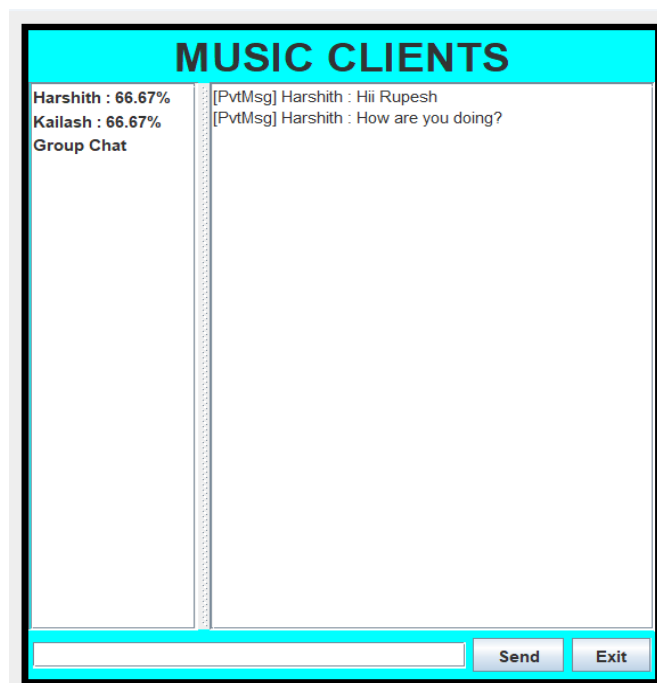 MUSIC CLIENTS
Harshith : 66.67%
Kailash : 66.67%
Group Chat
[PvtMsg] Harshith : Hii Rupesh
[PvtMsg] Harshith : How are you doing?
Send
Exit